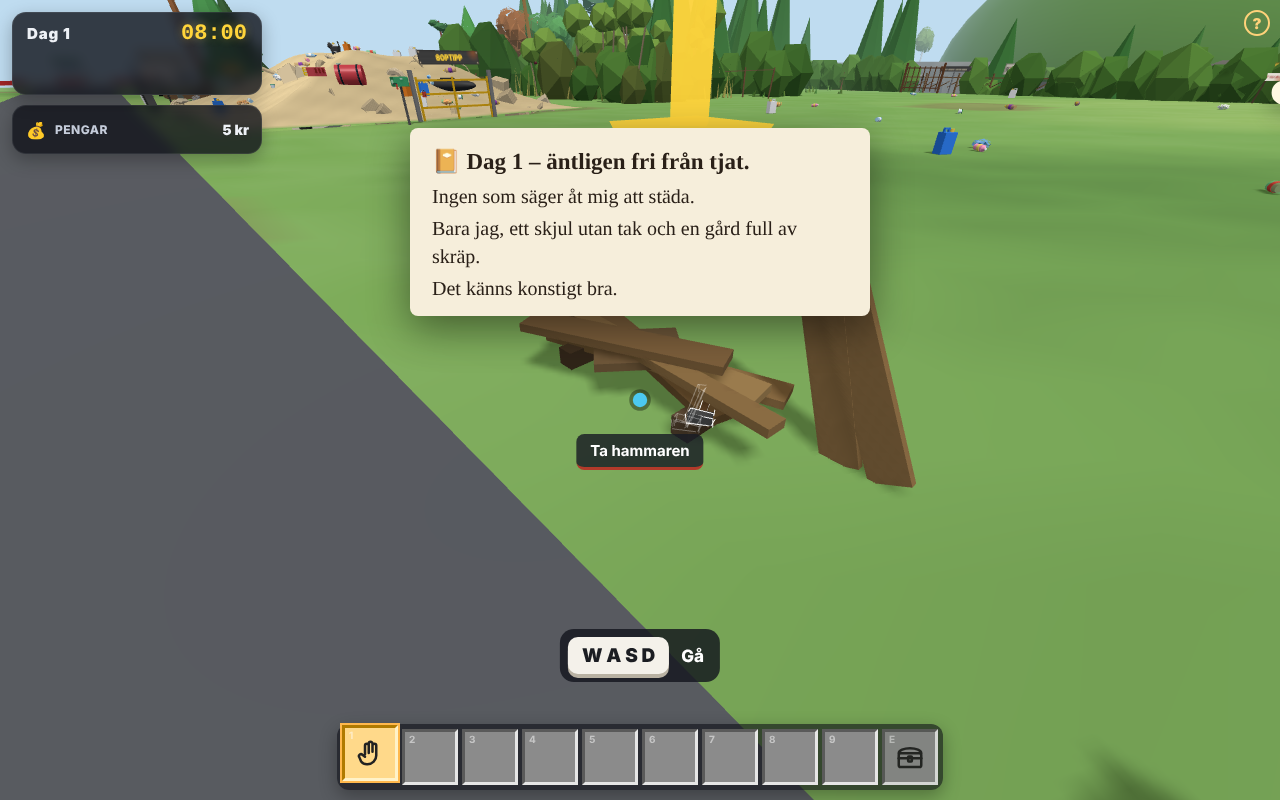 Dag 1
08:00
PENGAR
5 kr
?
BORTIPP
Dag 1 – äntligen fri från tjat.
Ingen som säger åt mig att städa.
Bara jag, ett skjul utan tak och en gård full av
skräp.
Det känns konstigt bra.
Ta hammaren
WASD Gå
1 2 3 4 5 6 7 8 9 E